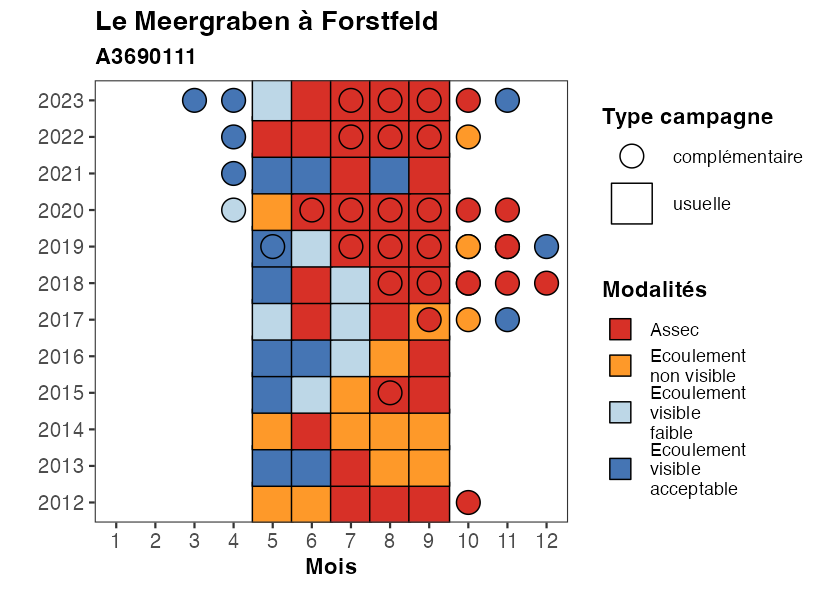 Le Meergraben à Forstfeld
A3690111
2023
2022
2021
2020
2019
2018
2017
2016
2015
2014
2013
2012
1 2 3 4 5 6 7 8 9 10 11 12
Mois
Type campagne
complémentaire
usuelle
Modalités
Assec
Ecoulement
non visible
Ecoulement
visible
faible
Ecoulement
visible
acceptable